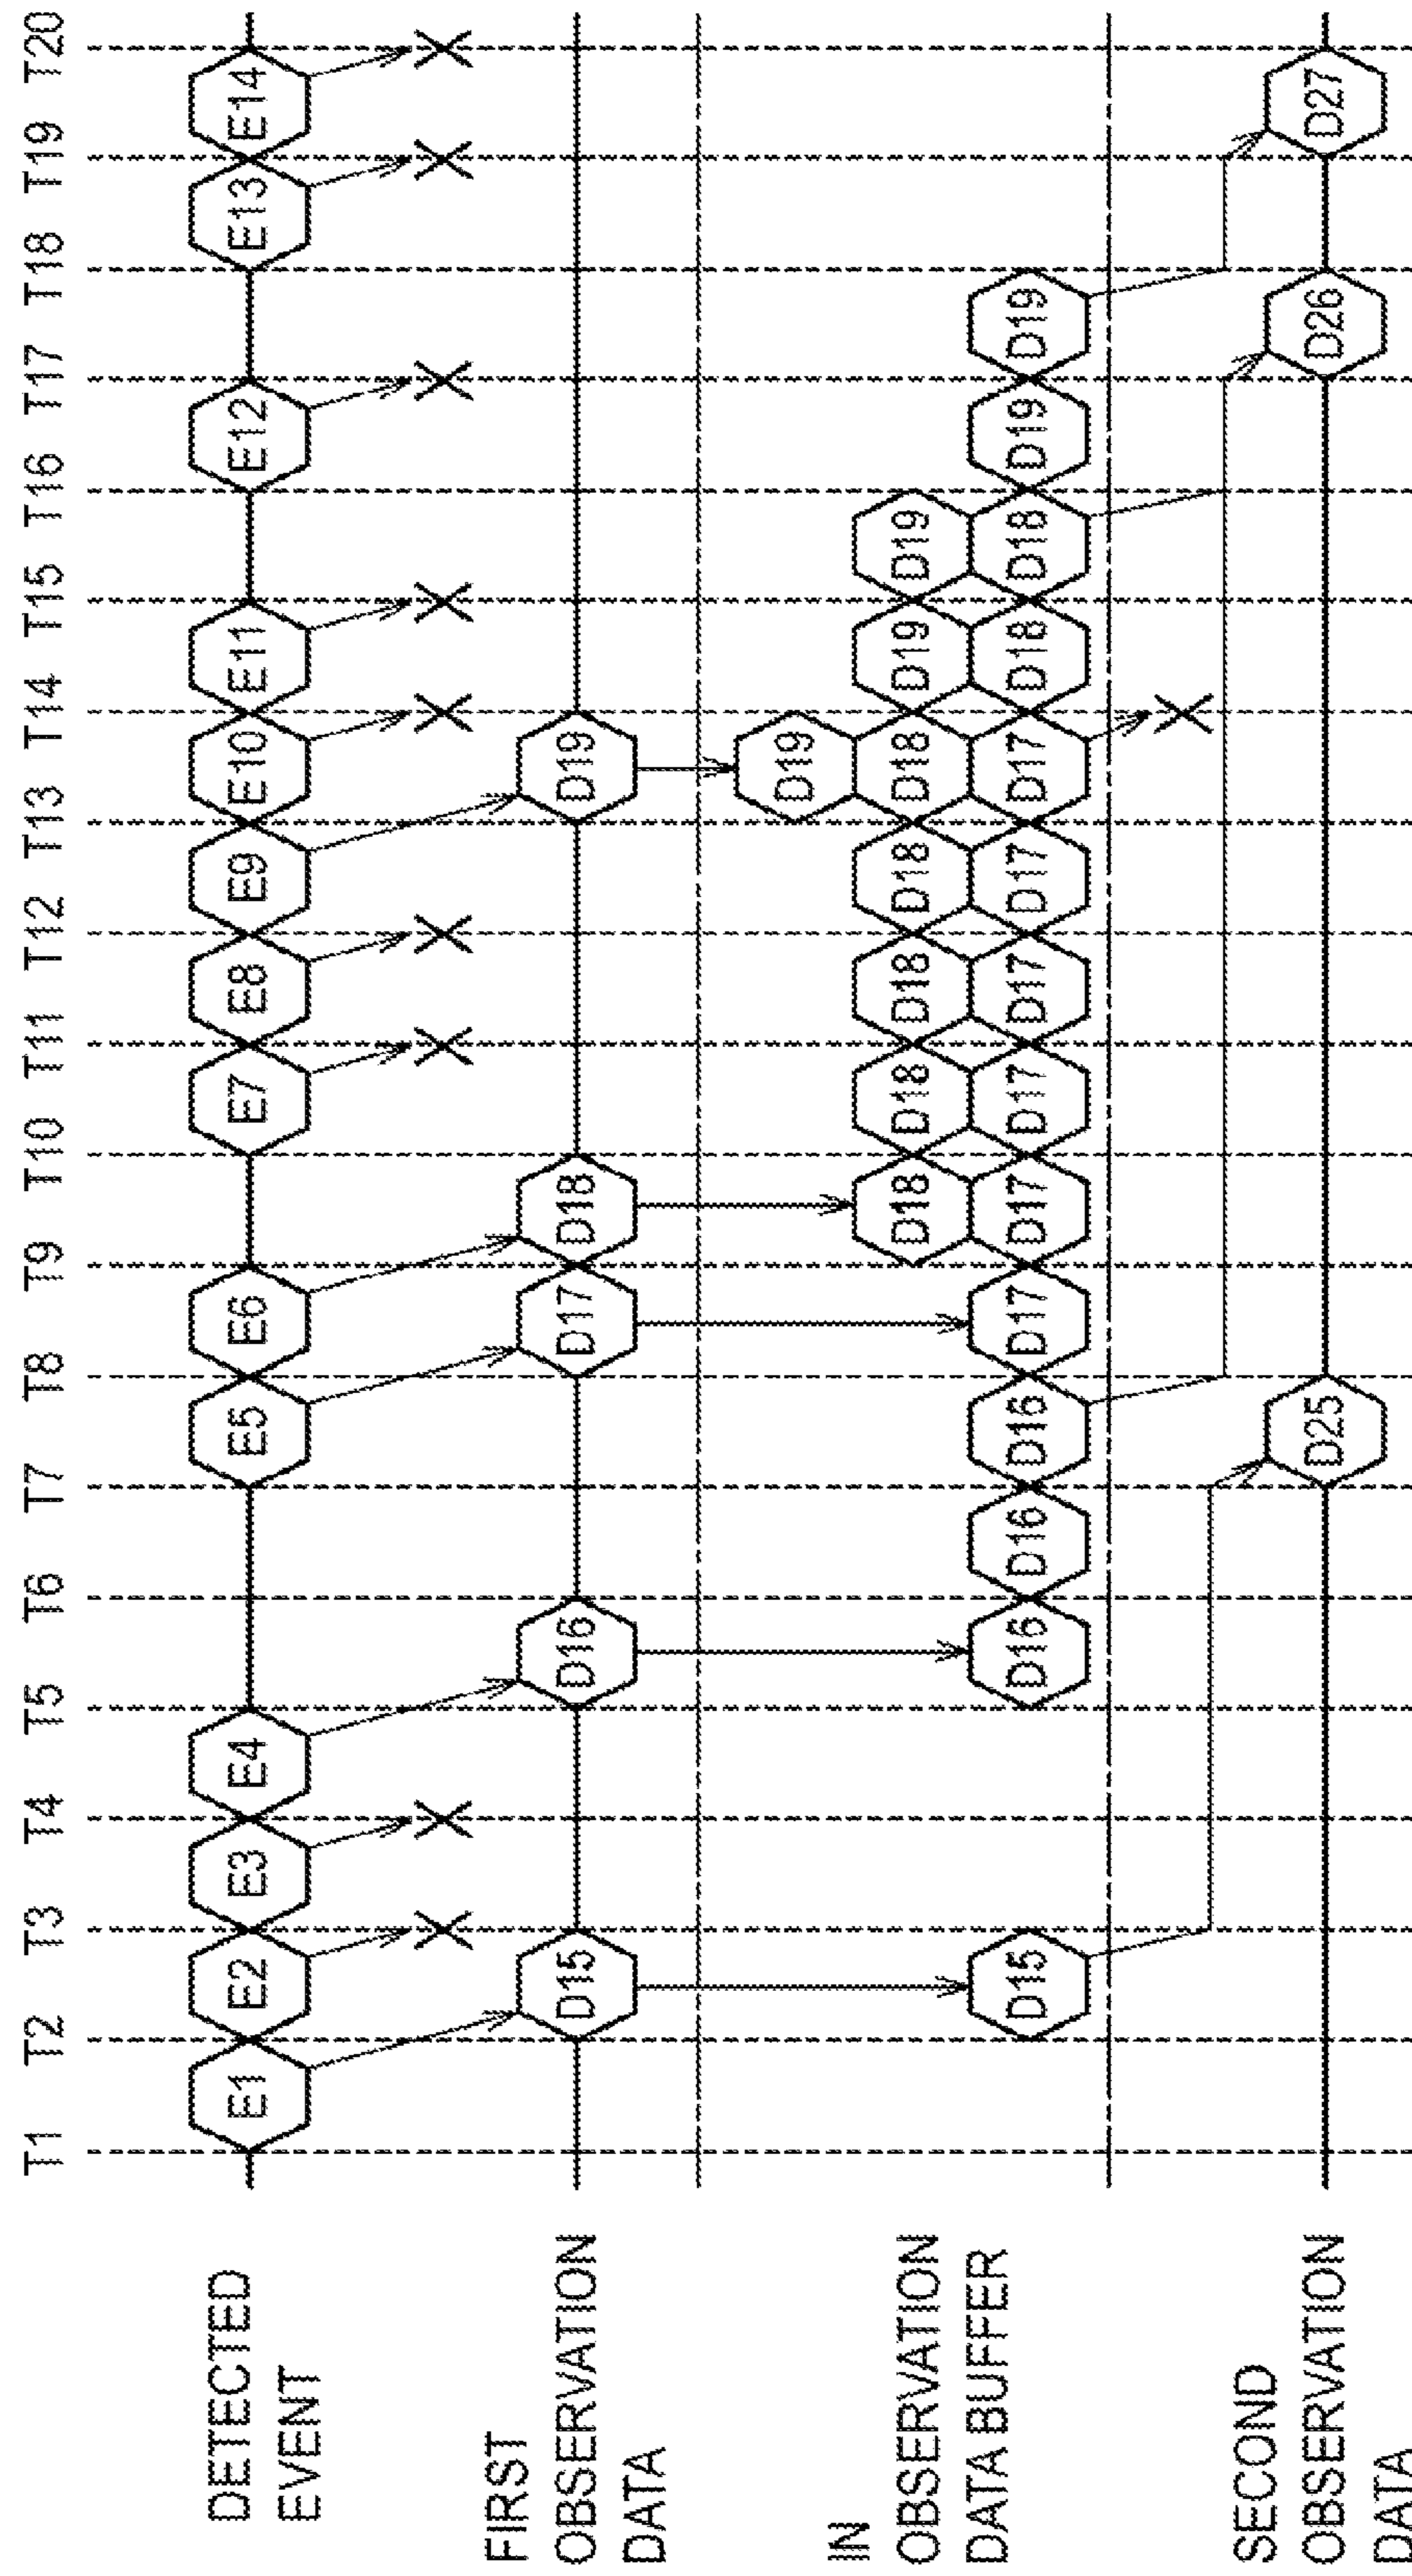 T1 T2 T3 T4 T5 T6 T7 T8 T9 T10 T11 T12 T13 T14 T15 T16 T17 T18 T19 T20
DETECTED
EVENT
E1 E2 E3 E4 E5 E6 E7 E8 E9 E10 E11 E12 E13 E14
FIRST
OBSERVATION
DATA
D15 D16 D17 D18 D19
IN
OBSERVATION
DATA BUFFER
D19
D18 D18 D18 D18 D18 D19 D19
D15 D16 D16 D16 D17 D17 D17 D17 D17 D17 D18 D18 D19 D19
SECOND
OBSERVATION
DATA
D25 D26 D27